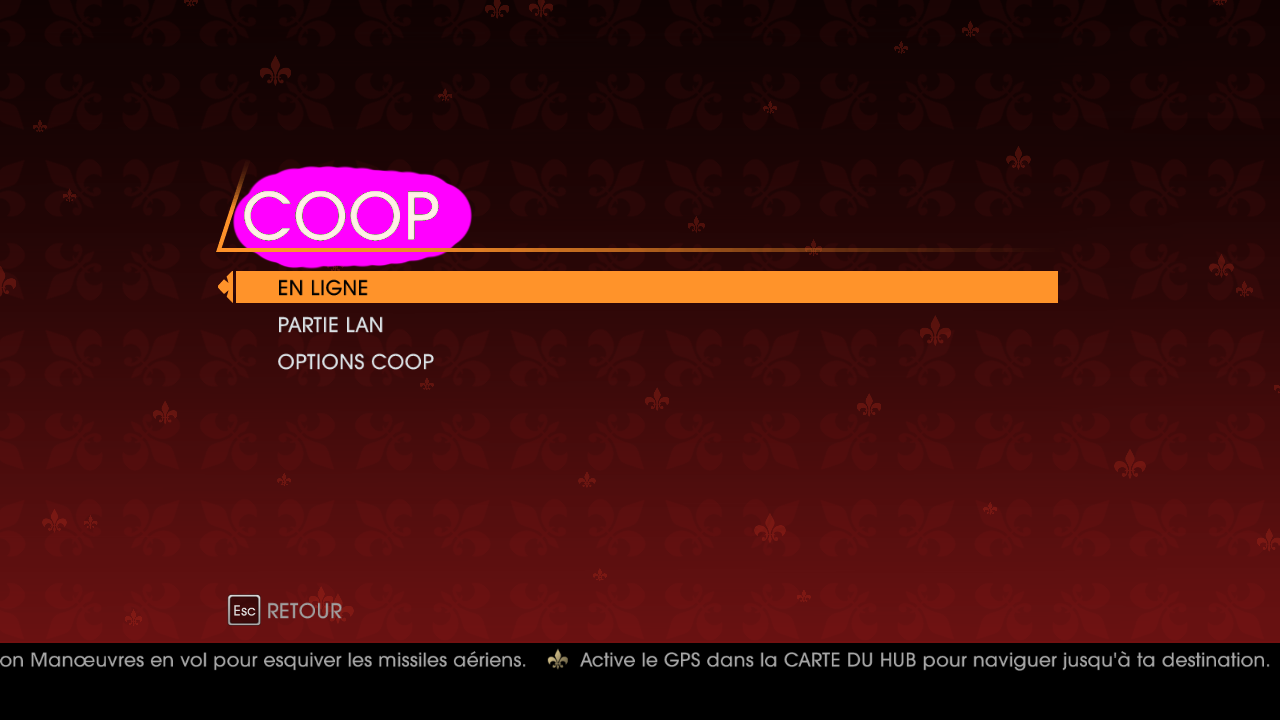 COOP
EN LIGNE
PARTIE LAN
OPTIONS COOP
Esc RETOUR
on Manœuvres en vol pour esquiver les missiles aériens. Active le GPS dans la CARTE DU HUB pour naviguer jusqu'à ta destination.